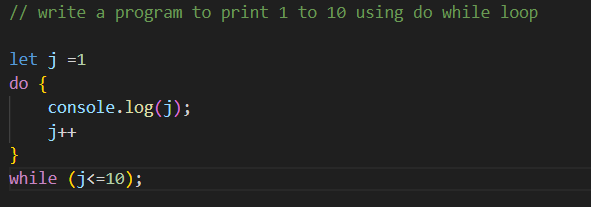 // write a program to print 1 to 10 using do while loop
let j =1
do {
    console.log(j);
    j++
}
while (j<=10);